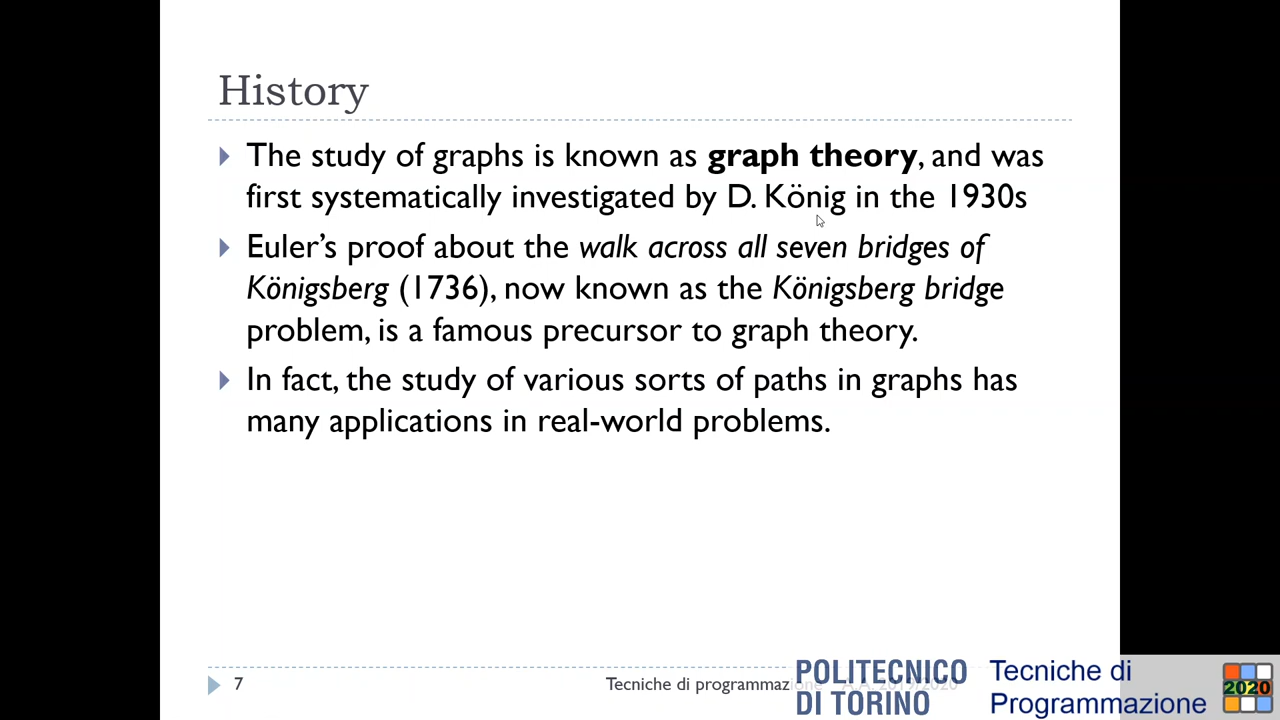 History
The study of graphs is known as graph theory, and was
first systematically investigated by D. König in the 1930s
Euler’s proof about the walk across all seven bridges of
Königsberg (1736), now known as the Königsberg bridge
problem, is a famous precursor to graph theory.
In fact, the study of various sorts of paths in graphs has
many applications in real-world problems.
7
Tecniche di programmazione A.A. 2019/2020
POLITECNICO
DI TORINO
Tecniche di
Programmazione
2020